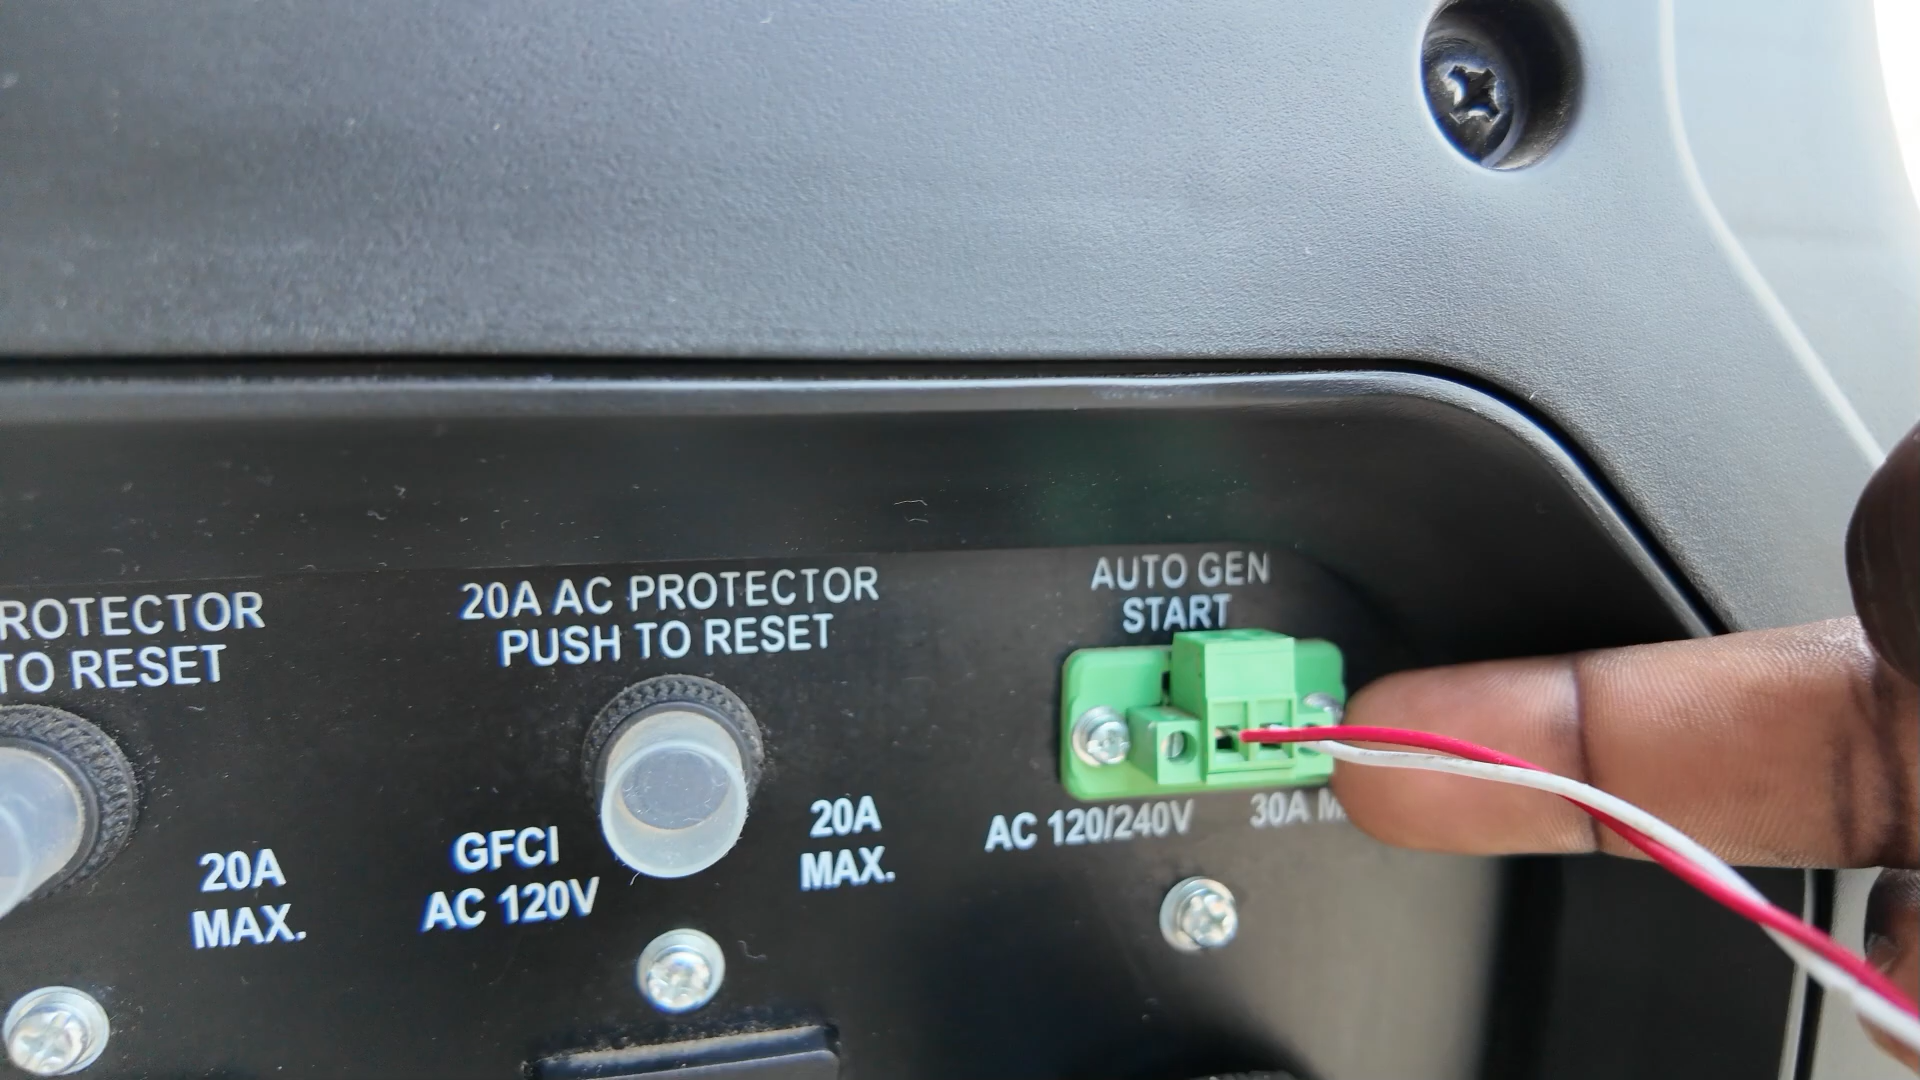 ROTECTOR
TO RESET
20A
MAX.
20A AC PROTECTOR
PUSH TO RESET
GFCI
AC 120V
20A
MAX.
AUTO GEN
START
AC 120/240V
30A M